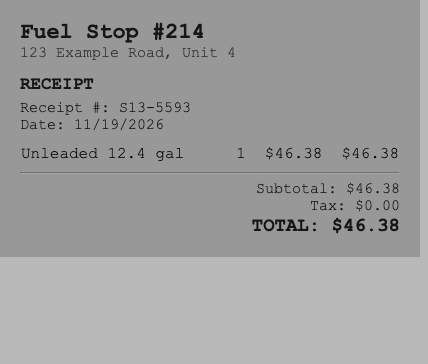 Fuel Stop #214
123 Example Road, Unit 4
RECEIPT
Receipt #: S13-5593
Date: 11/19/2026
Unleaded 12.4 gal 1 $46.38 $46.38
Subtotal: $46.38
Tax: $0.00
TOTAL: $46.38